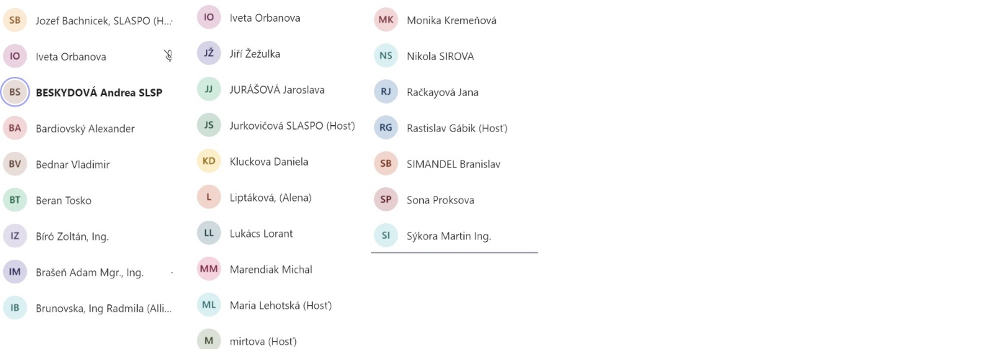 SB Jozef Bachnicek, SLASPO (H...
IO Iveta Orbanova
BS BESKYDOVÁ Andrea SLSP
BA Bardiovský Alexander
BV Bednar Vladimir
BT Beran Tosko
IZ Bíró Zoltán, Ing.
IM Brašeň Adam Mgr., Ing.
IB Brunovska, Ing Radmila (Alli...
IO Iveta Orbanova
JŽ Jiří Žežulka
JJ JURÁŠOVÁ Jaroslava
JS Jurkovičová SLASPO (Hosť)
KD Kluckova Daniela
L Liptáková, (Alena)
LL Lukács Lorant
MM Marendiak Michal
ML Maria Lehotská (Hosť)
M mirtova (Hosť)
MK Monika Kremeňová
NS Nikola SIROVA
RJ Račkayová Jana
RG Rastislav Gábik (Hosť)
SB SIMANDEL Branislav
SP Sona Proksova
SI Sýkora Martin Ing.